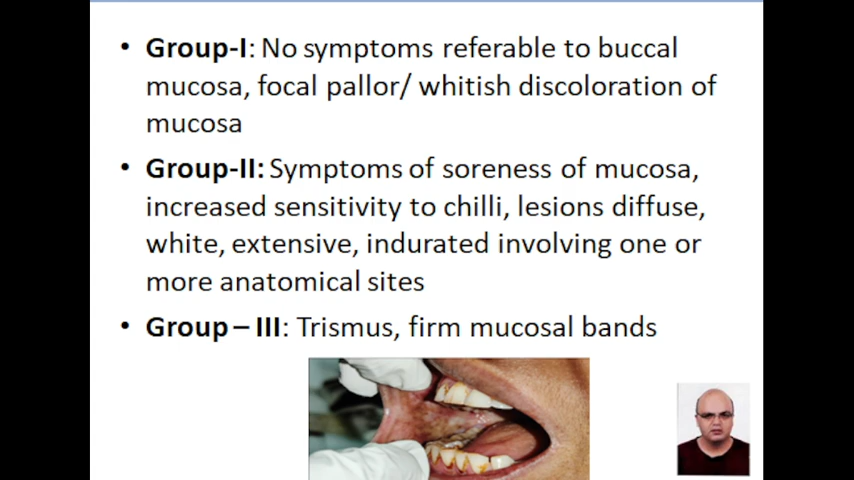 • Group-I: No symptoms referable to buccal
mucosa, focal pallor/ whitish discoloration of
mucosa
• Group-II: Symptoms of soreness of mucosa,
increased sensitivity to chilli, lesions diffuse,
white, extensive, indurated involving one or
more anatomical sites
• Group – III: Trismus, firm mucosal bands